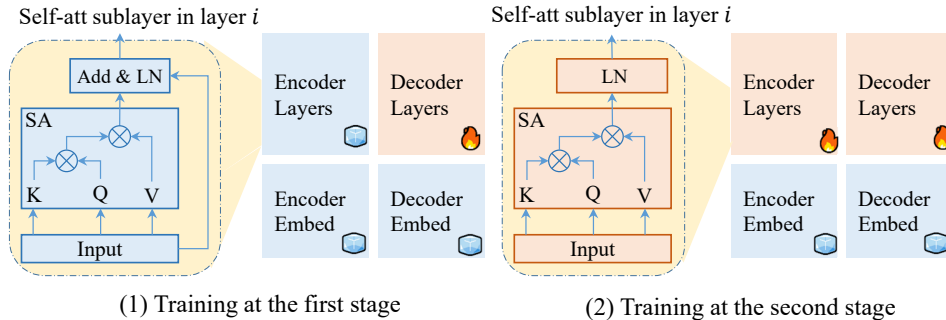 Self-att sublayer in layer i
Add & LN
SA
K
Q
V
Input
Encoder
Layers
Decoder
Layers
Encoder
Embed
Decoder
Embed
(1) Training at the first stage
Self-att sublayer in layer i
LN
SA
K
Q
V
Input
Encoder
Layers
Decoder
Layers
Encoder
Embed
Decoder
Embed
(2) Training at the second stage